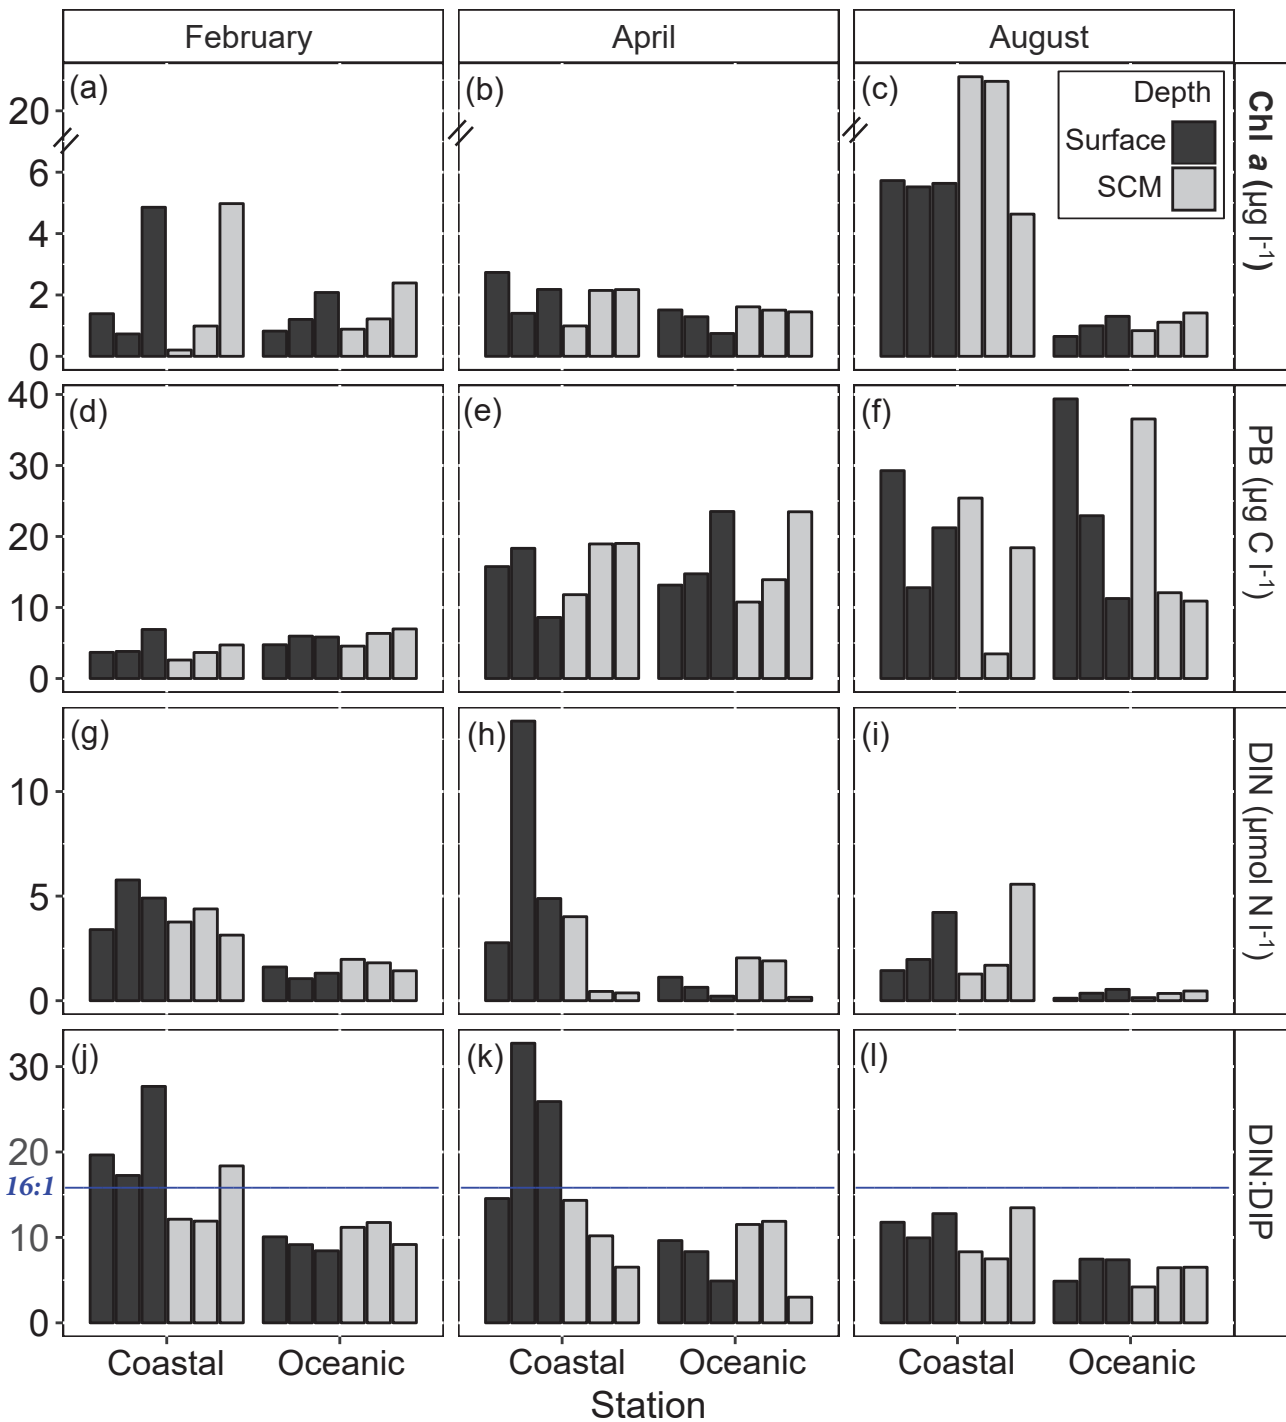 February April August
(a) (b) (c)
Depth
Surface
SCM
20
6
4
2
0
Chl a (µg l-1)
(d) (e) (f)
40
30
20
10
0
PB (µg C l-1)
(g) (h) (i)
10
5
0
DIN (µmol N l-1)
(j) (k) (l)
30
20
16:1
10
0
DIN:DIP
Coastal Oceanic Coastal Oceanic Coastal Oceanic
Station